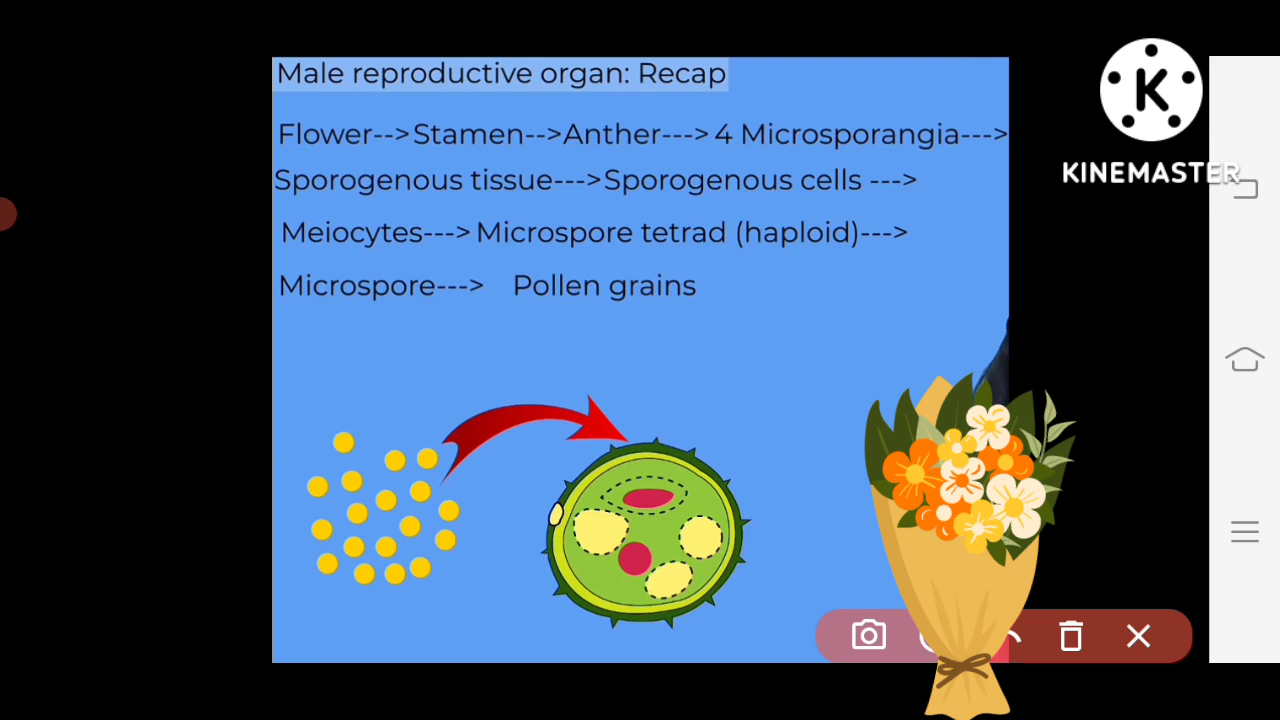 Male reproductive organ: Recap
Flower-->Stamen-->Anther--->4 Microsporangia--->
Sporogenous tissue--->Sporogenous cells --->
Meiocytes--->Microspore tetrad (haploid)--->
Microspore---> Pollen grains
K
KINEMASTER